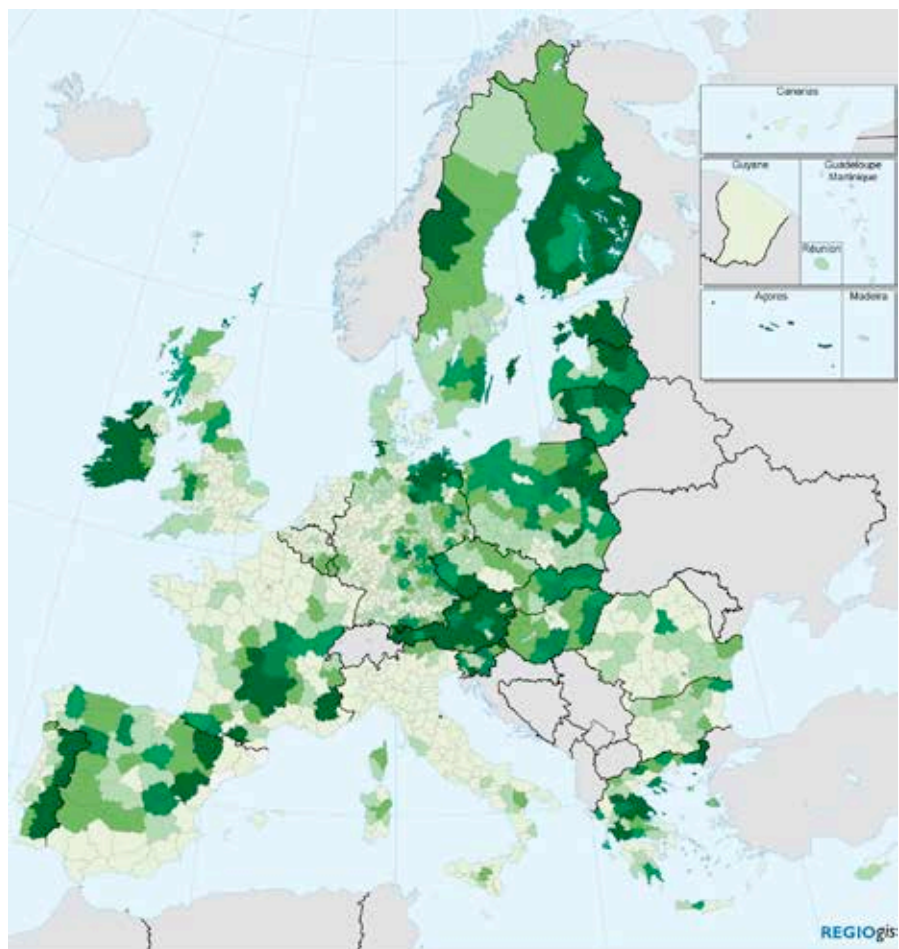 Canarias
Guyane
Guadeloupe
Martinique
Réunion
Açores
Madeira
REGIOgis